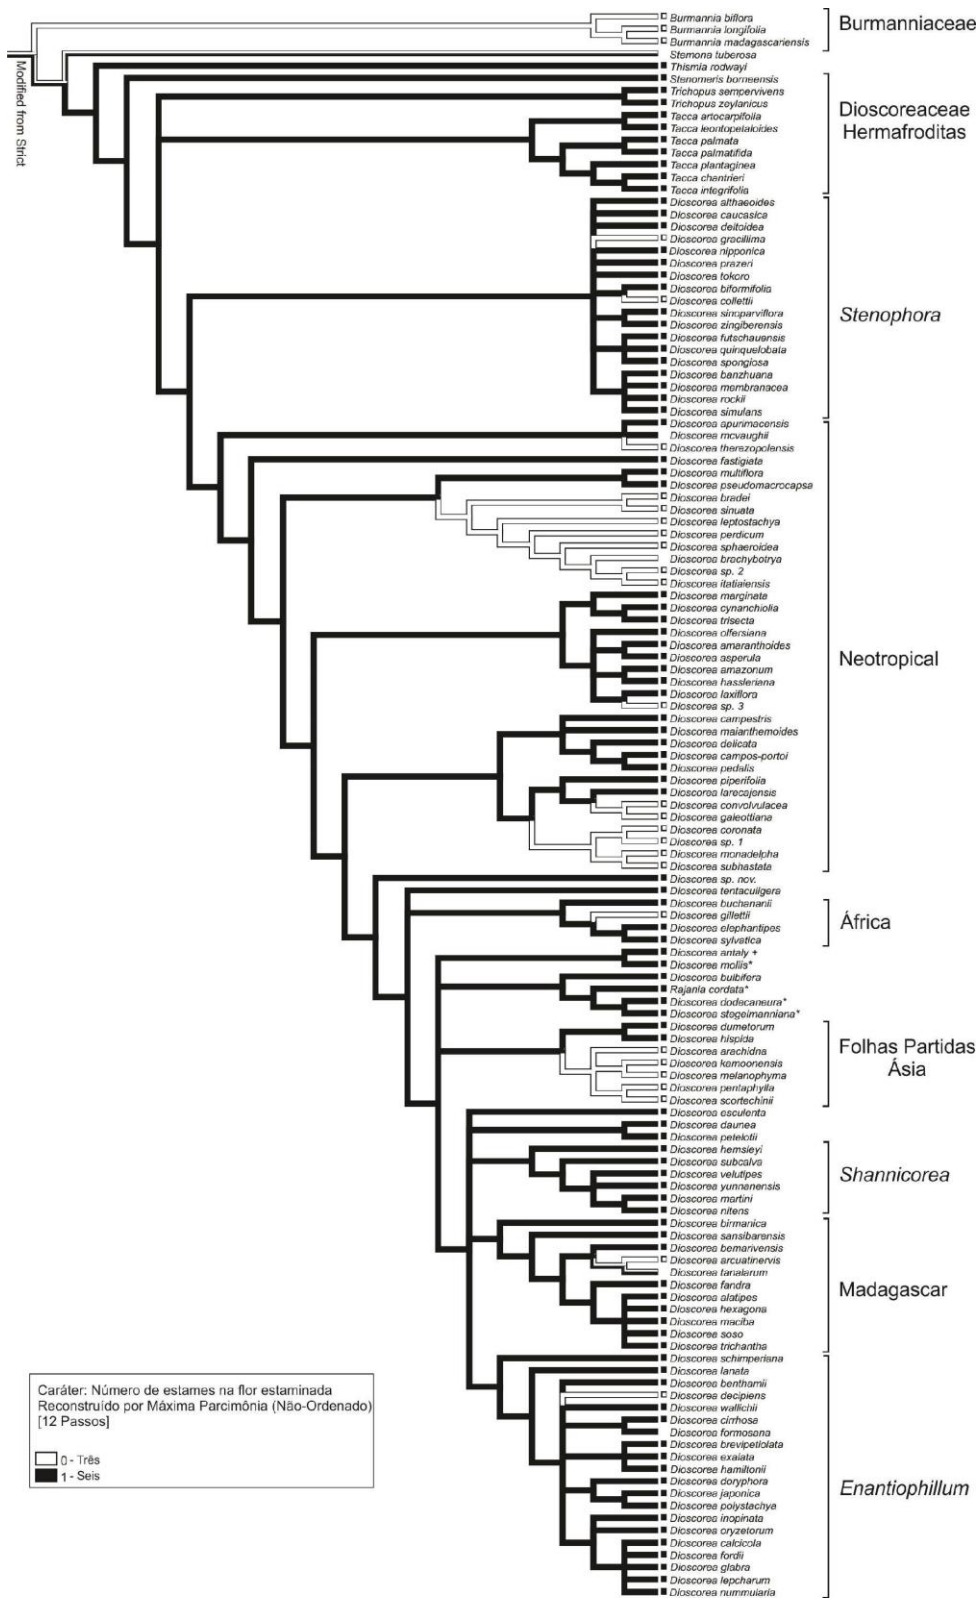 Burmannia biflora
Burmannia longifolia
Burmannia madagascariensis
Burmanniaceae
Stemona tuberosa
Modified from Strict
Thismia rodwayi
Stenomeris borneensis
Trichopus sempervivens
Trichopus zeylanicus
Tacca artocarpifolia
Tacca leontopetaloides
Tacca palmata
Tacca palmatifida
Tacca plantaginea
Tacca chantrieri
Tacca integrifolia
Dioscoreaceae
Hermafroditas
Dioscorea althaeoides
Dioscorea caucasica
Dioscorea deltoidea
Dioscorea gracillima
Dioscorea nipponica
Dioscorea prazeri
Dioscorea tokoro
Dioscorea biformifolia
Dioscorea collettii
Dioscorea sinoparviflora
Dioscorea zingiberensis
Dioscorea futschauensis
Dioscorea quinquelobata
Dioscorea spongiosa
Dioscorea banzhuana
Dioscorea membranacea
Dioscorea rockii
Dioscorea simulans
Stenophora
Dioscorea apurimacensis
Dioscorea mcvaughii
Dioscorea therezopolensis
Dioscorea fastigiata
Dioscorea multiflora
Dioscorea pseudomacrocapsa
Dioscorea bradei
Dioscorea sinuata
Dioscorea leptostachya
Dioscorea perdicum
Dioscorea sphaeroidea
Dioscorea brachybotrya
Dioscorea sp. 2
Dioscorea itatiaiensis
Dioscorea marginata
Dioscorea cynanchiolia
Dioscorea trisecta
Dioscorea olfersiana
Dioscorea amaranthoides
Dioscorea asperula
Dioscorea amazonum
Dioscorea hassleriana
Dioscorea laxiflora
Dioscorea sp. 3
Dioscorea campestris
Dioscorea maianthemoides
Dioscorea delicata
Dioscorea campos-portoi
Dioscorea pedalis
Dioscorea piperifolia
Dioscorea larecajensis
Dioscorea convolvulacea
Dioscorea galeottiana
Dioscorea coronata
Dioscorea sp. 1
Dioscorea monadelpha
Dioscorea subhastata
Neotropical
Dioscorea sp. nov.
Dioscorea tentaculigera
Dioscorea buchananii
Dioscorea gillettii
Dioscorea elephantipes
Dioscorea sylvatica
África
Dioscorea antaly +
Dioscorea mollis*
Dioscorea bulbifera
Rajania cordata*
Dioscorea dodecaneura*
Dioscorea stegelmanniana*
Dioscorea dumetorum
Dioscorea hispida
Dioscorea arachidna
Dioscorea kamoonensis
Dioscorea melanophyma
Dioscorea pentaphylla
Dioscorea scortechinii
Folhas Partidas
Ásia
Dioscorea esculenta
Dioscorea daunea
Dioscorea petelotii
Dioscorea hemsleyi
Dioscorea subcalva
Dioscorea velutipes
Dioscorea yunnanensis
Dioscorea martini
Dioscorea nitens
Shannicorea
Dioscorea birmanica
Dioscorea sansibarensis
Dioscorea bemarivensis
Dioscorea arcuatinervis
Dioscorea tanalarum
Dioscorea fandra
Dioscorea alatipes
Dioscorea hexagona
Dioscorea maciba
Dioscorea soso
Dioscorea trichantha
Madagascar
Dioscorea schimperiana
Dioscorea lanata
Dioscorea benthamii
Dioscorea decipiens
Dioscorea wallichii
Dioscorea cirrhosa
Dioscorea formosana
Dioscorea brevipetiolata
Dioscorea exalata
Dioscorea hamiltonii
Dioscorea doryphora
Dioscorea japonica
Dioscorea polystachya
Dioscorea inopinata
Dioscorea oryzetorum
Dioscorea calcicola
Dioscorea fordii
Dioscorea glabra
Dioscorea lepcharum
Dioscorea nummularia
Enantiophillum
Caráter: Número de estames na flor estaminada
Reconstruído por Máxima Parcimônia (Não-Ordenado)
[12 Passos]
0 - Três
1 - Seis